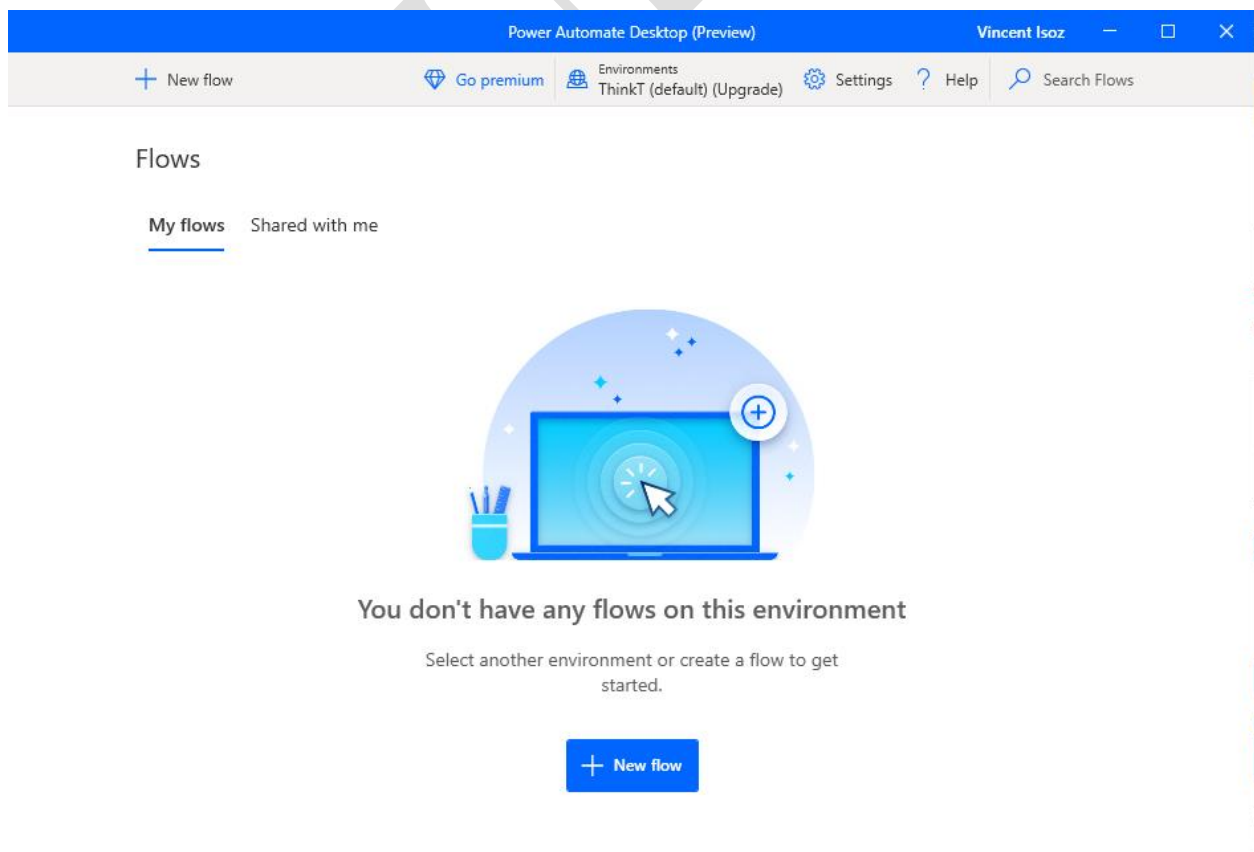 Power Automate Desktop (Preview) Vincent Isoz
New flow Go premium Environments
ThinkT (default) (Upgrade) Settings ? Help Search Flows
Flows
My flows Shared with me
You don't have any flows on this environment
Select another environment or create a flow to get
started.
New flow